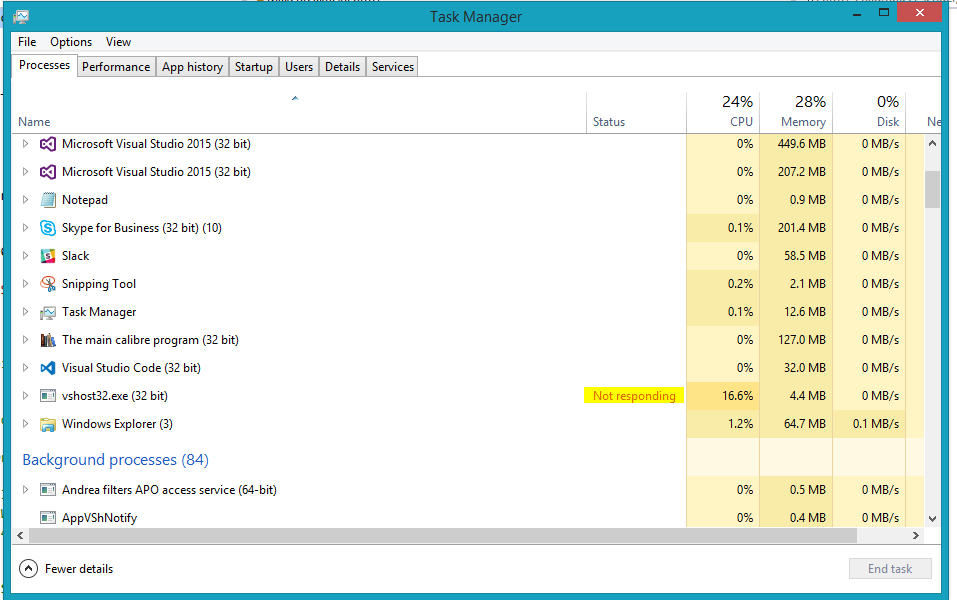 Task Manager
File Options View
Processes Performance App history Startup Users Details Services
24% 28% 0%
Name Status CPU Memory Disk Ne
Microsoft Visual Studio 2015 (32 bit) 0% 449.6 MB 0 MB/s
Microsoft Visual Studio 2015 (32 bit) 0% 207.2 MB 0 MB/s
Notepad 0% 0.9 MB 0 MB/s
Skype for Business (32 bit) (10) 0.1% 201.4 MB 0 MB/s
Slack 0% 58.5 MB 0 MB/s
Snipping Tool 0.2% 2.1 MB 0 MB/s
Task Manager 0.1% 12.6 MB 0 MB/s
The main calibre program (32 bit) 0% 127.0 MB 0 MB/s
Visual Studio Code (32 bit) 0% 32.0 MB 0 MB/s
vshost32.exe (32 bit) Not responding 16.6% 4.4 MB 0 MB/s
Windows Explorer (3) 1.2% 64.7 MB 0.1 MB/s
Background processes (84)
Andrea filters APO access service (64-bit) 0% 0.5 MB 0 MB/s
AppVShNotify 0% 0.4 MB 0 MB/s
Fewer details End task